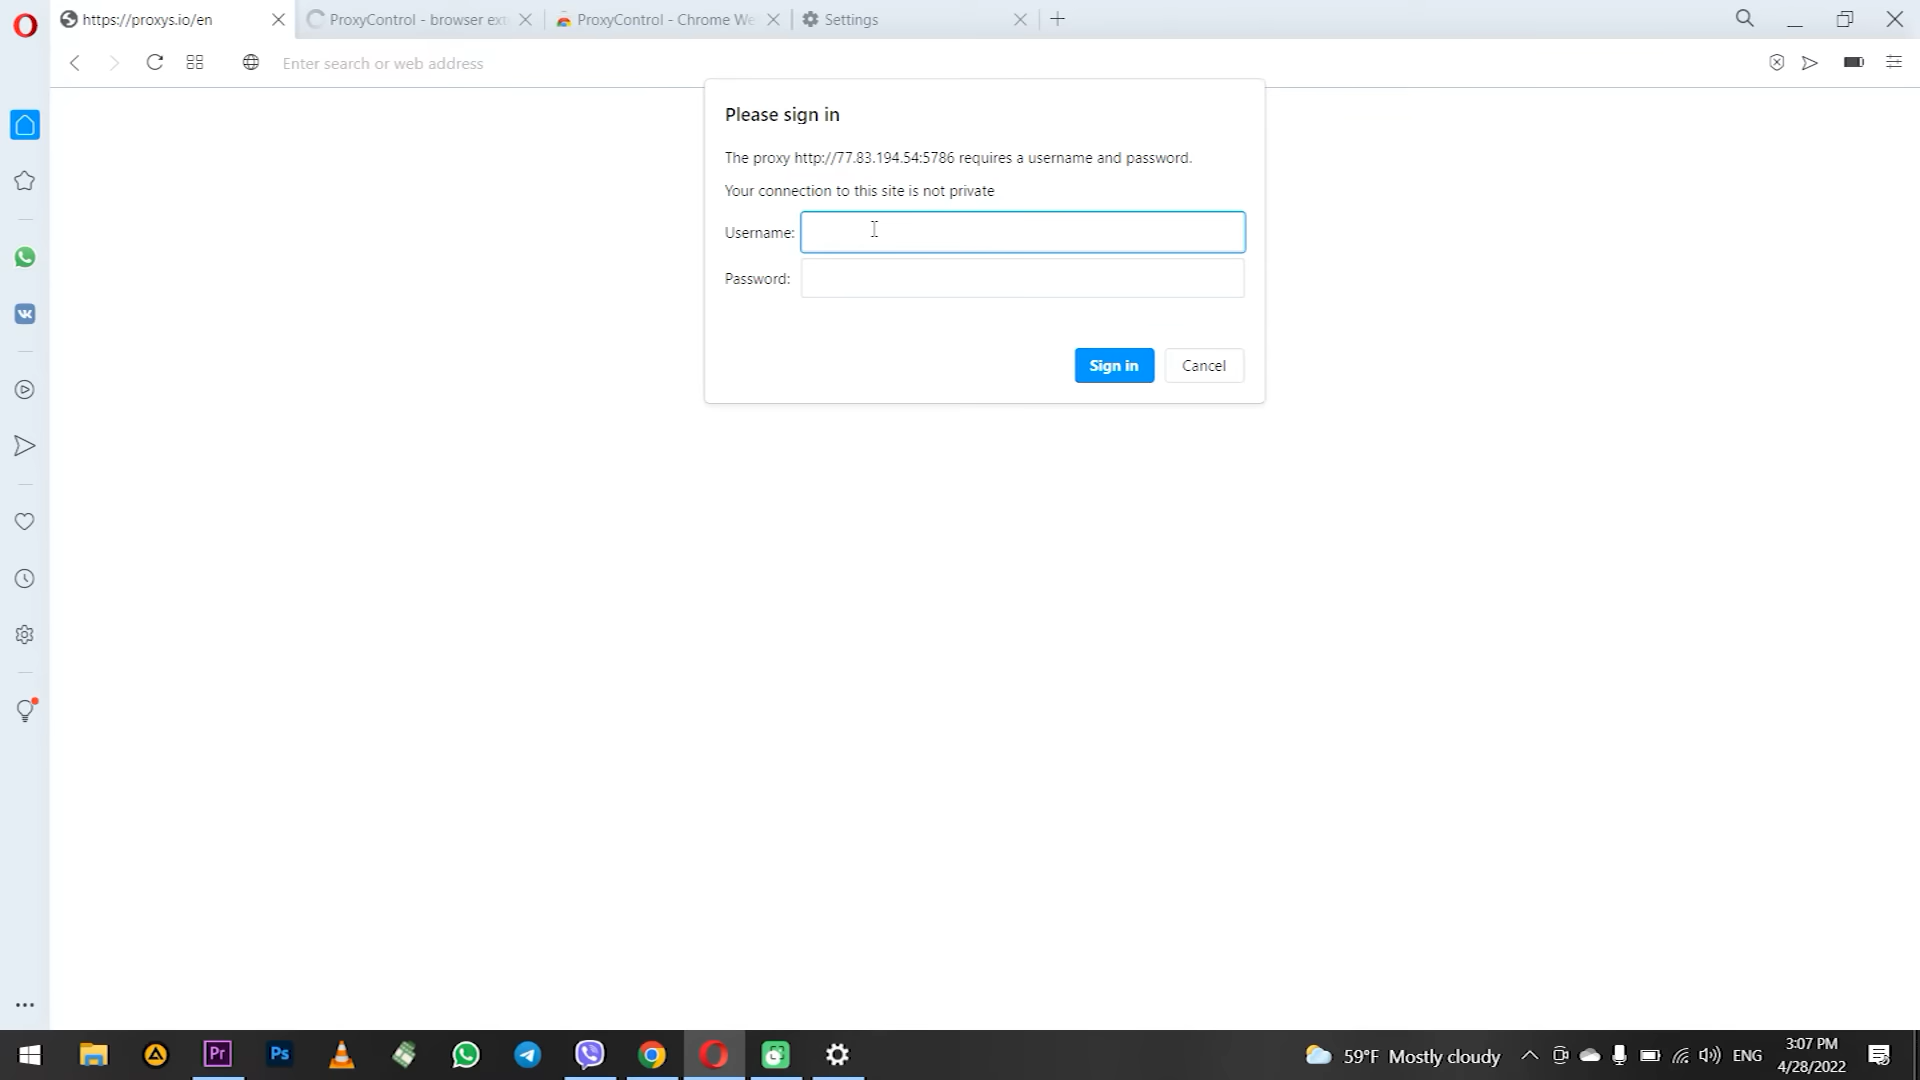 https://proxys.io/en
ProxyControl - browser ext
ProxyControl - Chrome We
Settings
Enter search or web address
Please sign in
The proxy http://77.83.194.54:5786 requires a username and password.
Your connection to this site is not private
Username:
Password:
Sign in
Cancel
Pr
Ps
59°F Mostly cloudy
ENG
3:07 PM
4/28/2022